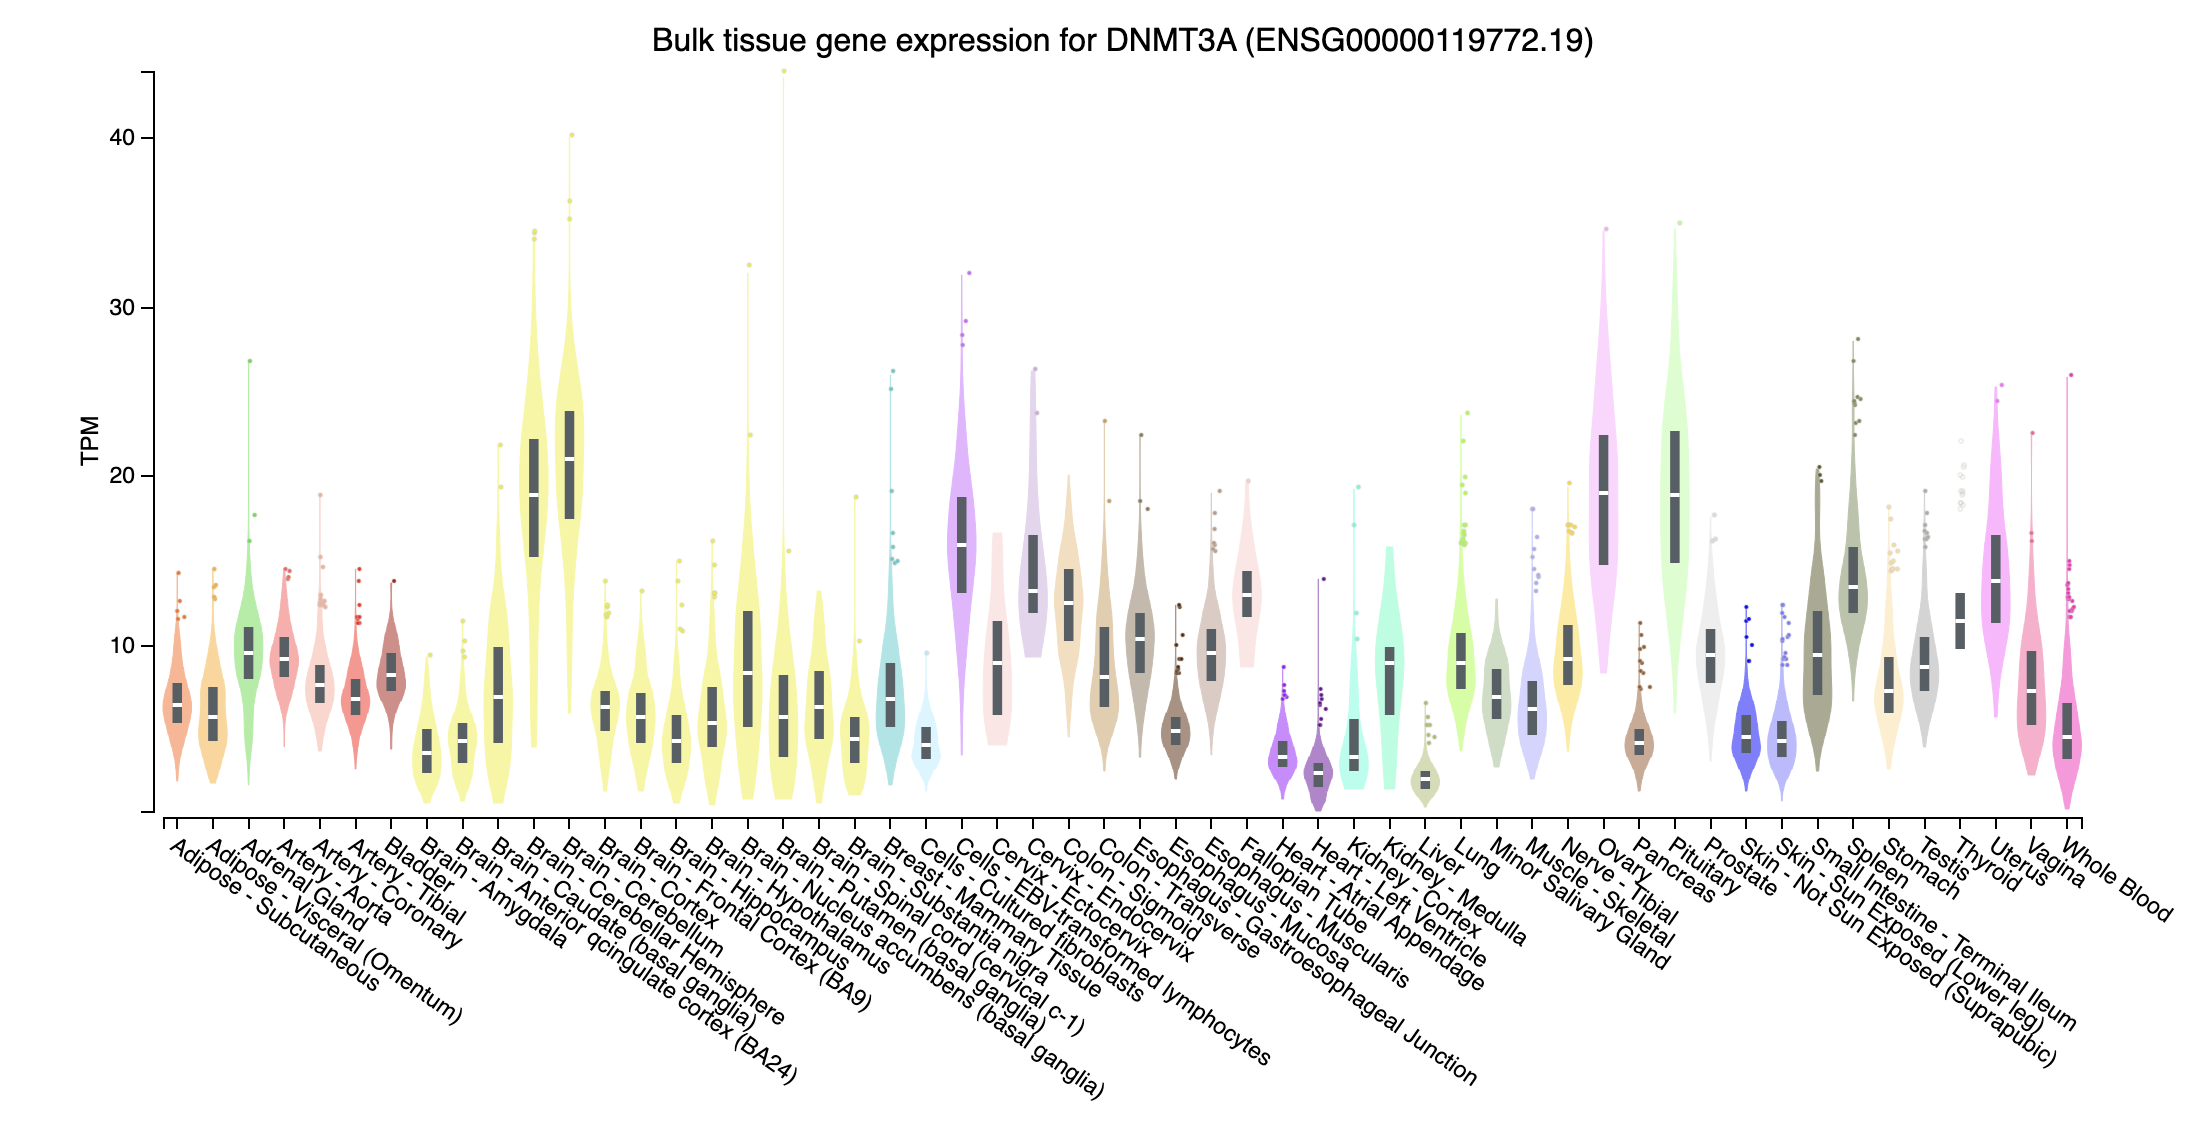 Bulk tissue gene expression for DNMT3A (ENSG00000119772.19)
TPM
40
30
20
10
Adipose - Subcutaneous
Adipose - Visceral (Omentum)
Adrenal Gland
Artery - Aorta
Artery - Coronary
Artery - Tibial
Bladder
Brain - Amygdala
Brain - Anterior qcingulate cortex (BA24)
Brain - Caudate (basal ganglia)
Brain - Cerebellar Hemisphere
Brain - Cerebellum
Brain - Cortex
Brain - Frontal Cortex (BA9)
Brain - Hippocampus
Brain - Hypothalamus
Brain - Nucleus accumbens (basal ganglia)
Brain - Putamen (basal ganglia)
Brain - Spinal cord (cervical c-1)
Brain - Substantia nigra
Breast - Mammary Tissue
Cells - Cultured fibroblasts
Cells - EBV-transformed lymphocytes
Cervix - Ectocervix
Cervix - Endocervix
Colon - Sigmoid
Colon - Transverse
Esophagus - Gastroesophageal Junction
Esophagus - Mucosa
Esophagus - Muscularis
Fallopian Tube
Heart - Atrial Appendage
Heart - Left Ventricle
Kidney - Cortex
Kidney - Medulla
Liver
Lung
Minor Salivary Gland
Muscle - Skeletal
Nerve - Tibial
Ovary
Pancreas
Pituitary
Prostate
Skin - Not Sun Exposed (Suprapubic)
Skin - Sun Exposed (Lower leg)
Small Intestine - Terminal Ileum
Spleen
Stomach
Testis
Thyroid
Uterus
Vagina
Whole Blood